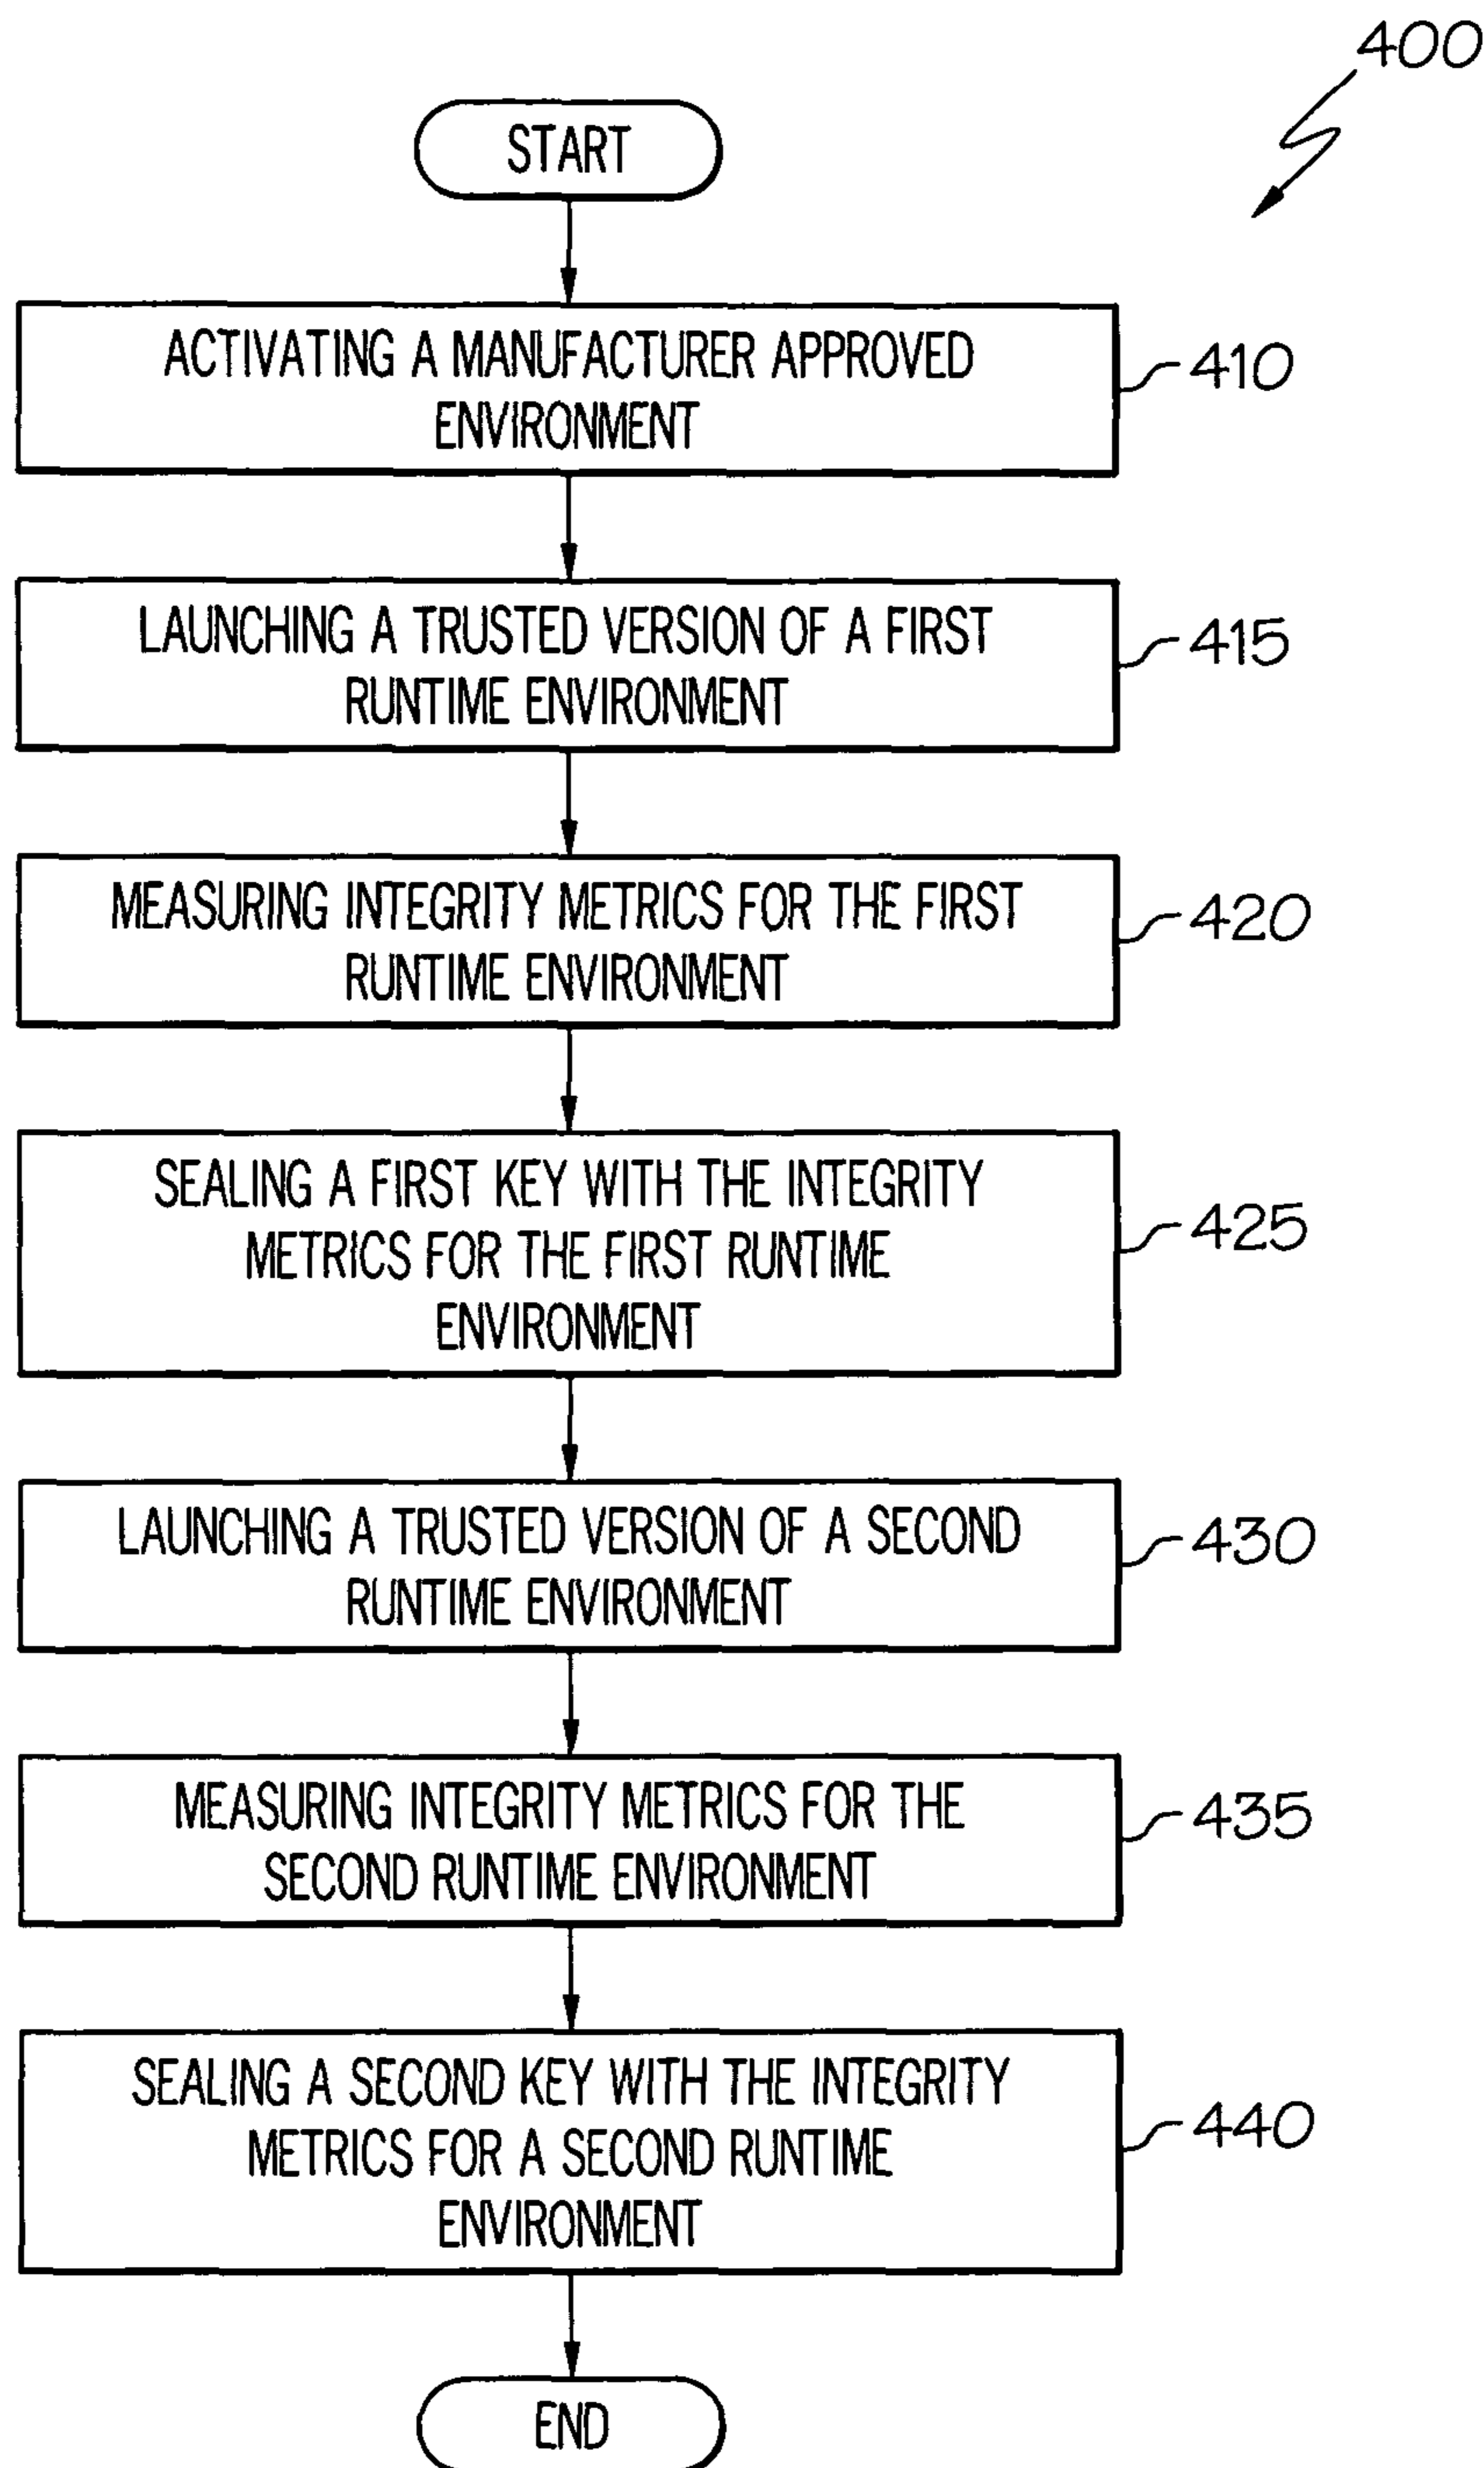 400
START
ACTIVATING A MANUFACTURER APPROVED
ENVIRONMENT
410
LAUNCHING A TRUSTED VERSION OF A FIRST
RUNTIME ENVIRONMENT
415
MEASURING INTEGRITY METRICS FOR THE FIRST
RUNTIME ENVIRONMENT
420
SEALING A FIRST KEY WITH THE INTEGRITY
METRICS FOR THE FIRST RUNTIME
ENVIRONMENT
425
LAUNCHING A TRUSTED VERSION OF A SECOND
RUNTIME ENVIRONMENT
430
MEASURING INTEGRITY METRICS FOR THE
SECOND RUNTIME ENVIRONMENT
435
SEALING A SECOND KEY WITH THE INTEGRITY
METRICS FOR A SECOND RUNTIME
ENVIRONMENT
440
END